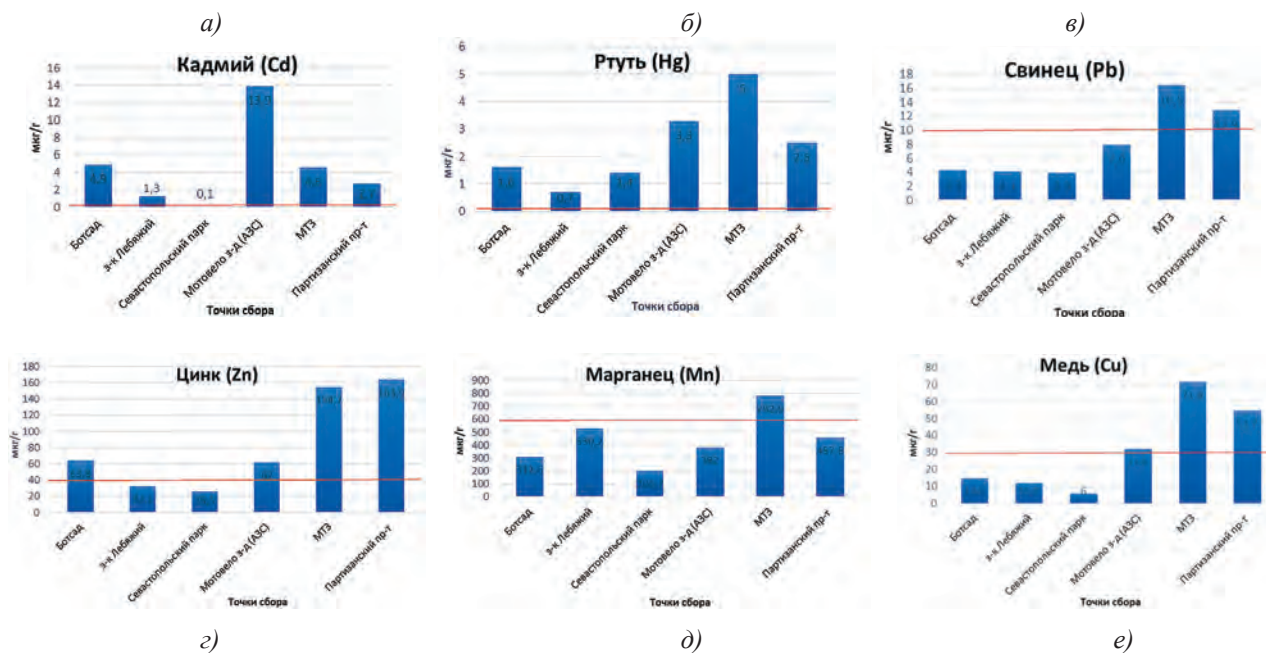 а)
б)
в)
Кадмий (Cd)
мкг/г
16
14
12
10
8
6
4
2
0
4,9
1,3
0,1
13,9
Ботсад
з-к Лебяжий
Севастопольский парк
Мотовело з-д (АЗС)
МТЗ
Партизанский пр-т
Точки сбора
Ртуть (Hg)
мкг/г
6
5
4
3
2
1
0
0,7
3,3
5
2,5
Ботсад
з-к Лебяжий
Севастопольский парк
Мотовело з-д (АЗС)
МТЗ
Партизанский пр-т
Точки сбора
Свинец (Pb)
мкг/г
18
16
14
12
10
8
6
4
2
0
Ботсад
з-к Лебяжий
Севастопольский парк
Мотовело з-д (АЗС)
МТЗ
Партизанский пр-т
Точки сбора
Цинк (Zn)
мкг/г
180
160
140
120
100
80
60
40
20
0
Ботсад
з-к Лебяжий
Севастопольский парк
Мотовело з-д (АЗС)
МТЗ
Партизанский пр-т
Точки сбора
Марганец (Mn)
мкг/г
900
800
700
600
500
400
300
200
100
0
382
Ботсад
з-к Лебяжий
Севастопольский парк
Мотовело з-д (АЗС)
МТЗ
Партизанский пр-т
Точки сбора
Медь (Cu)
мкг/г
80
70
60
50
40
30
20
10
0
6
Ботсад
з-к Лебяжий
Севастопольский парк
Мотовело з-д (АЗС)
МТЗ
Партизанский пр-т
Точки сбора
г)
д)
е)